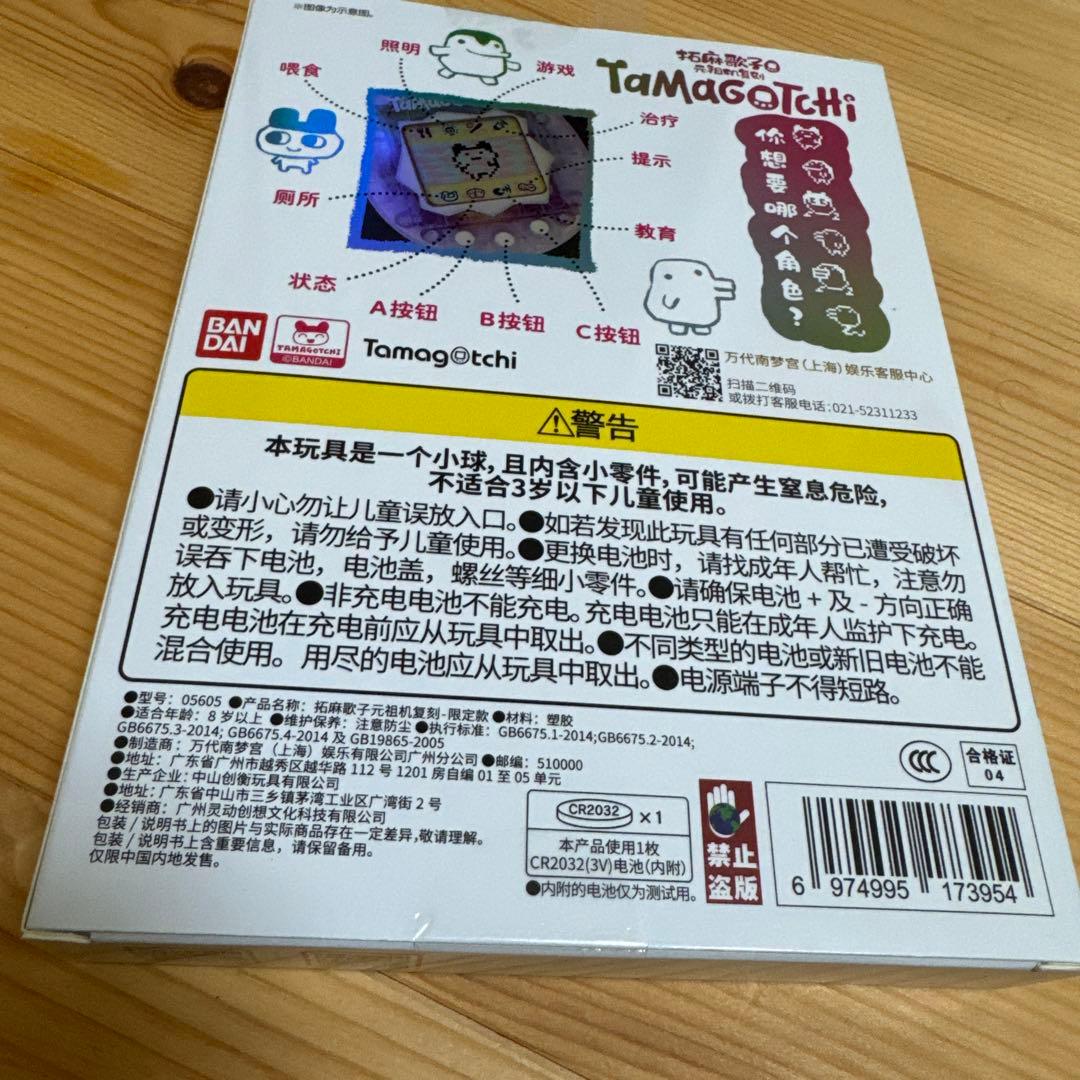 ※图像为示意图。
拓麻歌子
元祖机复刻
TaMaGOTCHi
照明
喂食
游戏
治疗
提示
厕所
教育
状态
A按钮
B按钮
C按钮
你想要哪个角色？
BAN
DAI
TAMAGOTCHI
©BANDAI
Tamagotchi
万代南梦宫（上海）娱乐客服中心
扫描二维码
或拨打客服电话：021-52311233
⚠警告
本玩具是一个小球，且内含小零件，可能产生窒息危险，
不适合3岁以下儿童使用。
●请小心勿让儿童误放入口。●如若发现此玩具有任何部分已遭受破坏
或变形，请勿给予儿童使用。●更换电池时，请找成年人帮忙，注意勿
误吞下电池，电池盖，螺丝等细小零件。●请确保电池 + 及 - 方向正确
放入玩具。●非充电电池不能充电。充电电池只能在成年人监护下充电。
充电电池在充电前应从玩具中取出。●不同类型的电池或新旧电池不能
混合使用。用尽的电池应从玩具中取出。●电源端子不得短路。
●型号：05605 ●产品名称：拓麻歌子元祖机复刻-限定款 ●材料：塑胶
●适合年龄：8 岁以上 ●维护保养：注意防尘 ●执行标准：GB6675.1-2014;GB6675.2-2014;
GB6675.3-2014; GB6675.4-2014 及 GB19865-2005
●制造商：万代南梦宫（上海）娱乐有限公司广州分公司 ●邮编：510000
●地址：广东省广州市越秀区越华路 112 号 1201 房自编 01 至 05 单元
●生产企业：中山创衡玩具有限公司
●地址：广东省中山市三乡镇茅湾工业区广湾街 2 号
●经销商：广州灵动创想文化科技有限公司
包装 / 说明书上的图片与实际商品存在一定差异，敬请理解。
包装 / 说明书含重要信息，请保留备用。
仅限中国内地发售。
CCC
合格证
04
CR2032 ×1
本产品使用1枚
CR2032(3V)电池(内附)
●内附的电池仅为测试用。
禁止
盗版
6 974995 173954